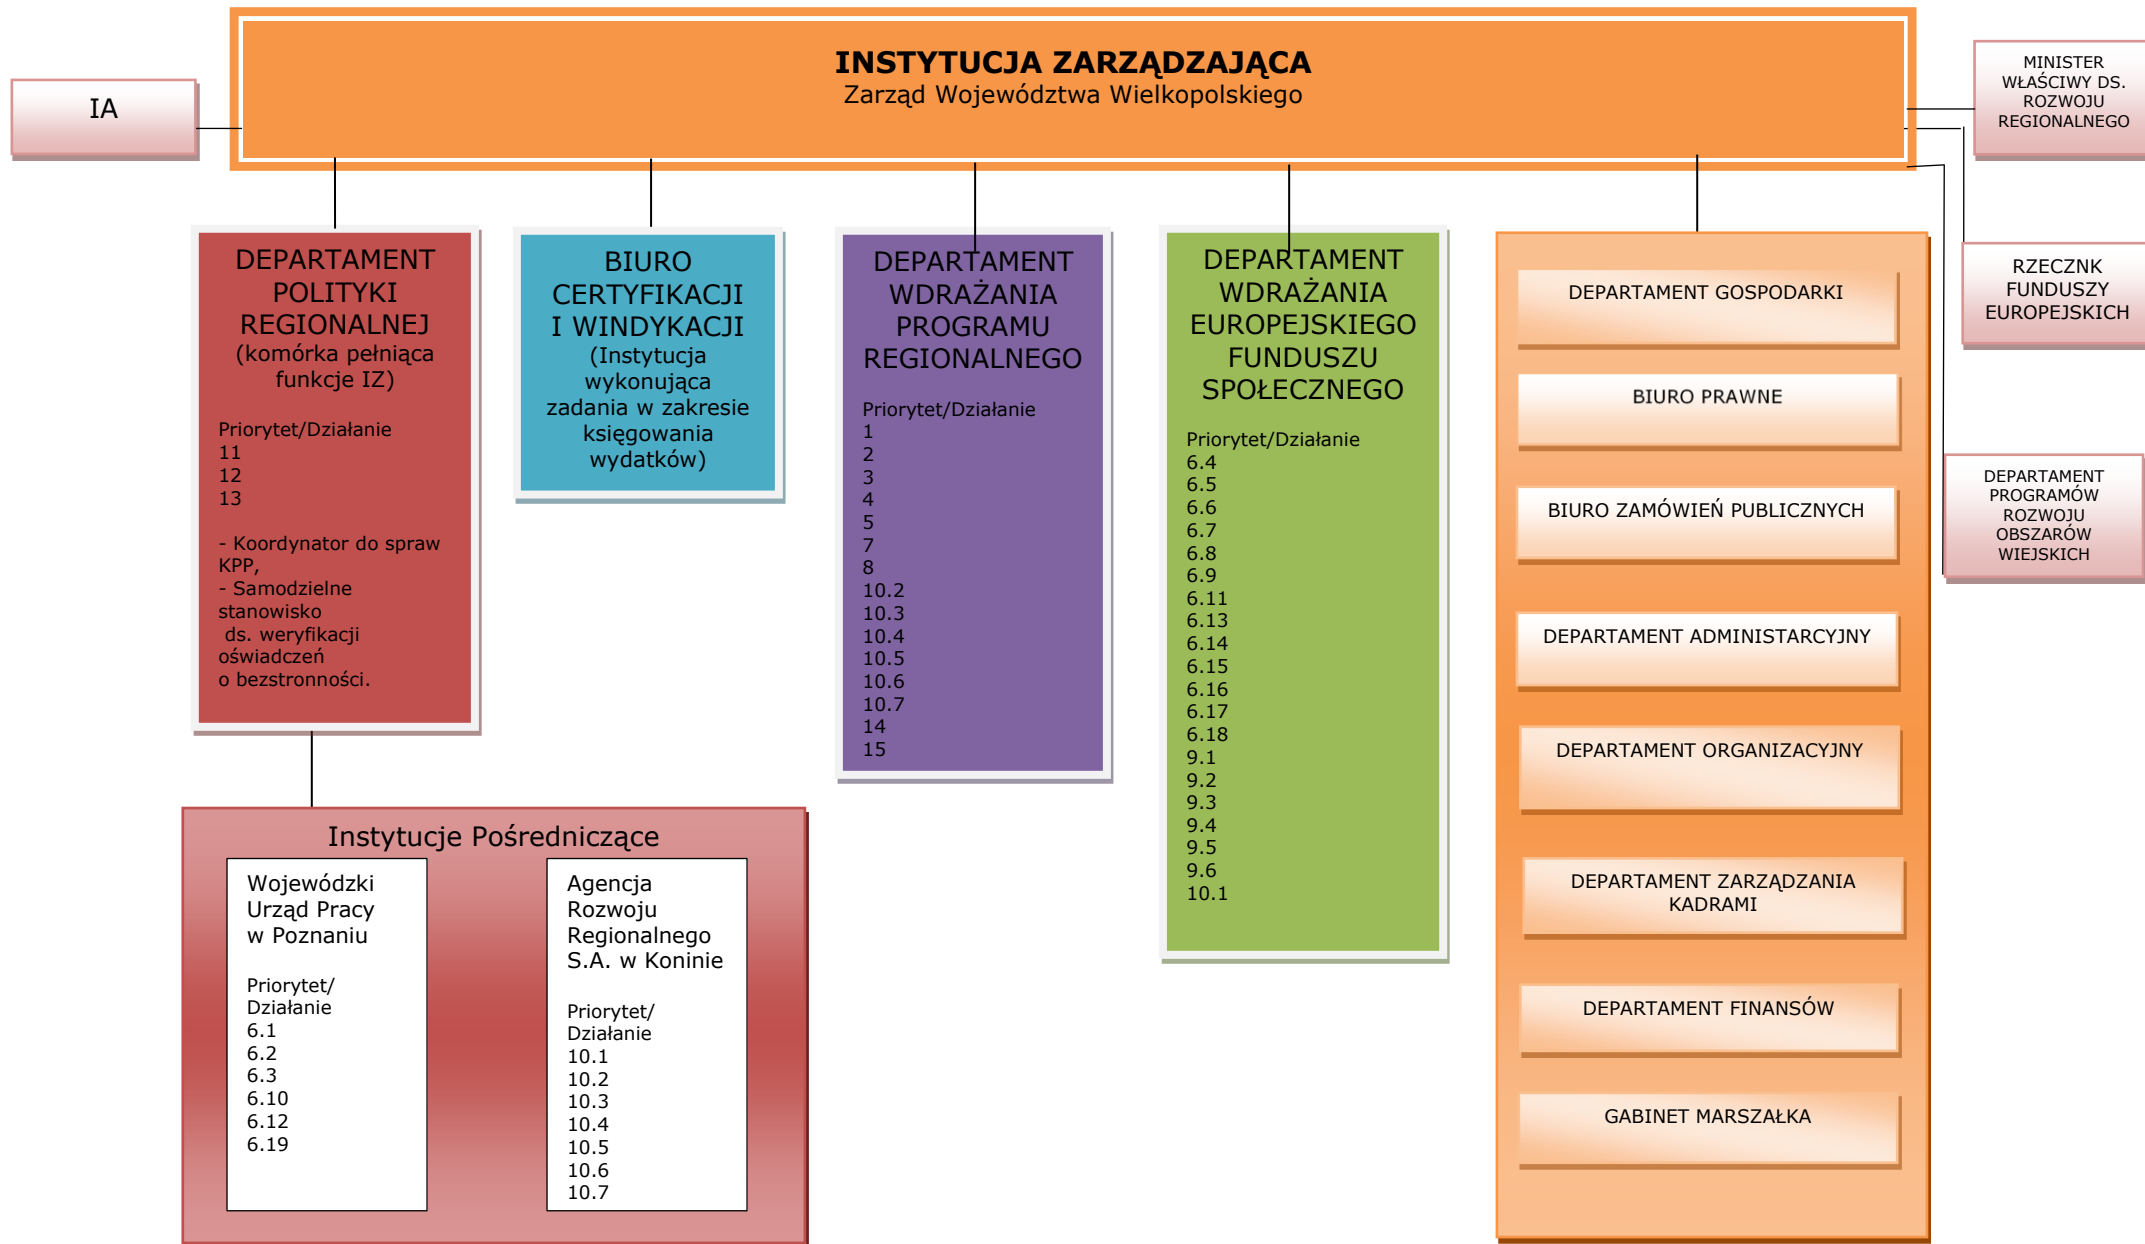 INSTYTUCJA ZARZĄDZAJĄCA
Zarząd Województwa Wielkopolskiego
IA
MINISTER
WŁAŚCIWY DS.
ROZWOJU
REGIONALNEGO
RZECZNK
FUNDUSZY
EUROPEJSKICH
DEPARTAMENT
PROGRAMÓW
ROZWOJU
OBSZARÓW
WIEJSKICH
DEPARTAMENT
POLITYKI
REGIONALNEJ
(komórka pełniąca
funkcje IZ)
Priorytet/Działanie
11
12
13
- Koordynator do spraw
KPP,
- Samodzielne
stanowisko
ds. weryfikacji
oświadczeń
o bezstronności.
BIURO
CERTYFIKACJI
I WINDYKACJI
(Instytucja
wykonująca
zadania w zakresie
księgowania
wydatków)
DEPARTAMENT
WDRAŻANIA
PROGRAMU
REGIONALNEGO
Priorytet/Działanie
1
2
3
4
5
7
8
10.2
10.3
10.4
10.5
10.6
10.7
14
15
DEPARTAMENT
WDRAŻANIA
EUROPEJSKIEGO
FUNDUSZU
SPOŁECZNEGO
Priorytet/Działanie
6.4
6.5
6.6
6.7
6.8
6.9
6.11
6.13
6.14
6.15
6.16
6.17
6.18
9.1
9.2
9.3
9.4
9.5
9.6
10.1
DEPARTAMENT GOSPODARKI
BIURO PRAWNE
BIURO ZAMÓWIEŃ PUBLICZNYCH
DEPARTAMENT ADMINISTARCYJNY
DEPARTAMENT ORGANIZACYJNY
DEPARTAMENT ZARZĄDZANIA
KADRAMI
DEPARTAMENT FINANSÓW
GABINET MARSZAŁKA
Instytucje Pośredniczące
Wojewódzki
Urząd Pracy
w Poznaniu
Priorytet/
Działanie
6.1
6.2
6.3
6.10
6.12
6.19
Agencja
Rozwoju
Regionalnego
S.A. w Koninie
Priorytet/
Działanie
10.1
10.2
10.3
10.4
10.5
10.6
10.7